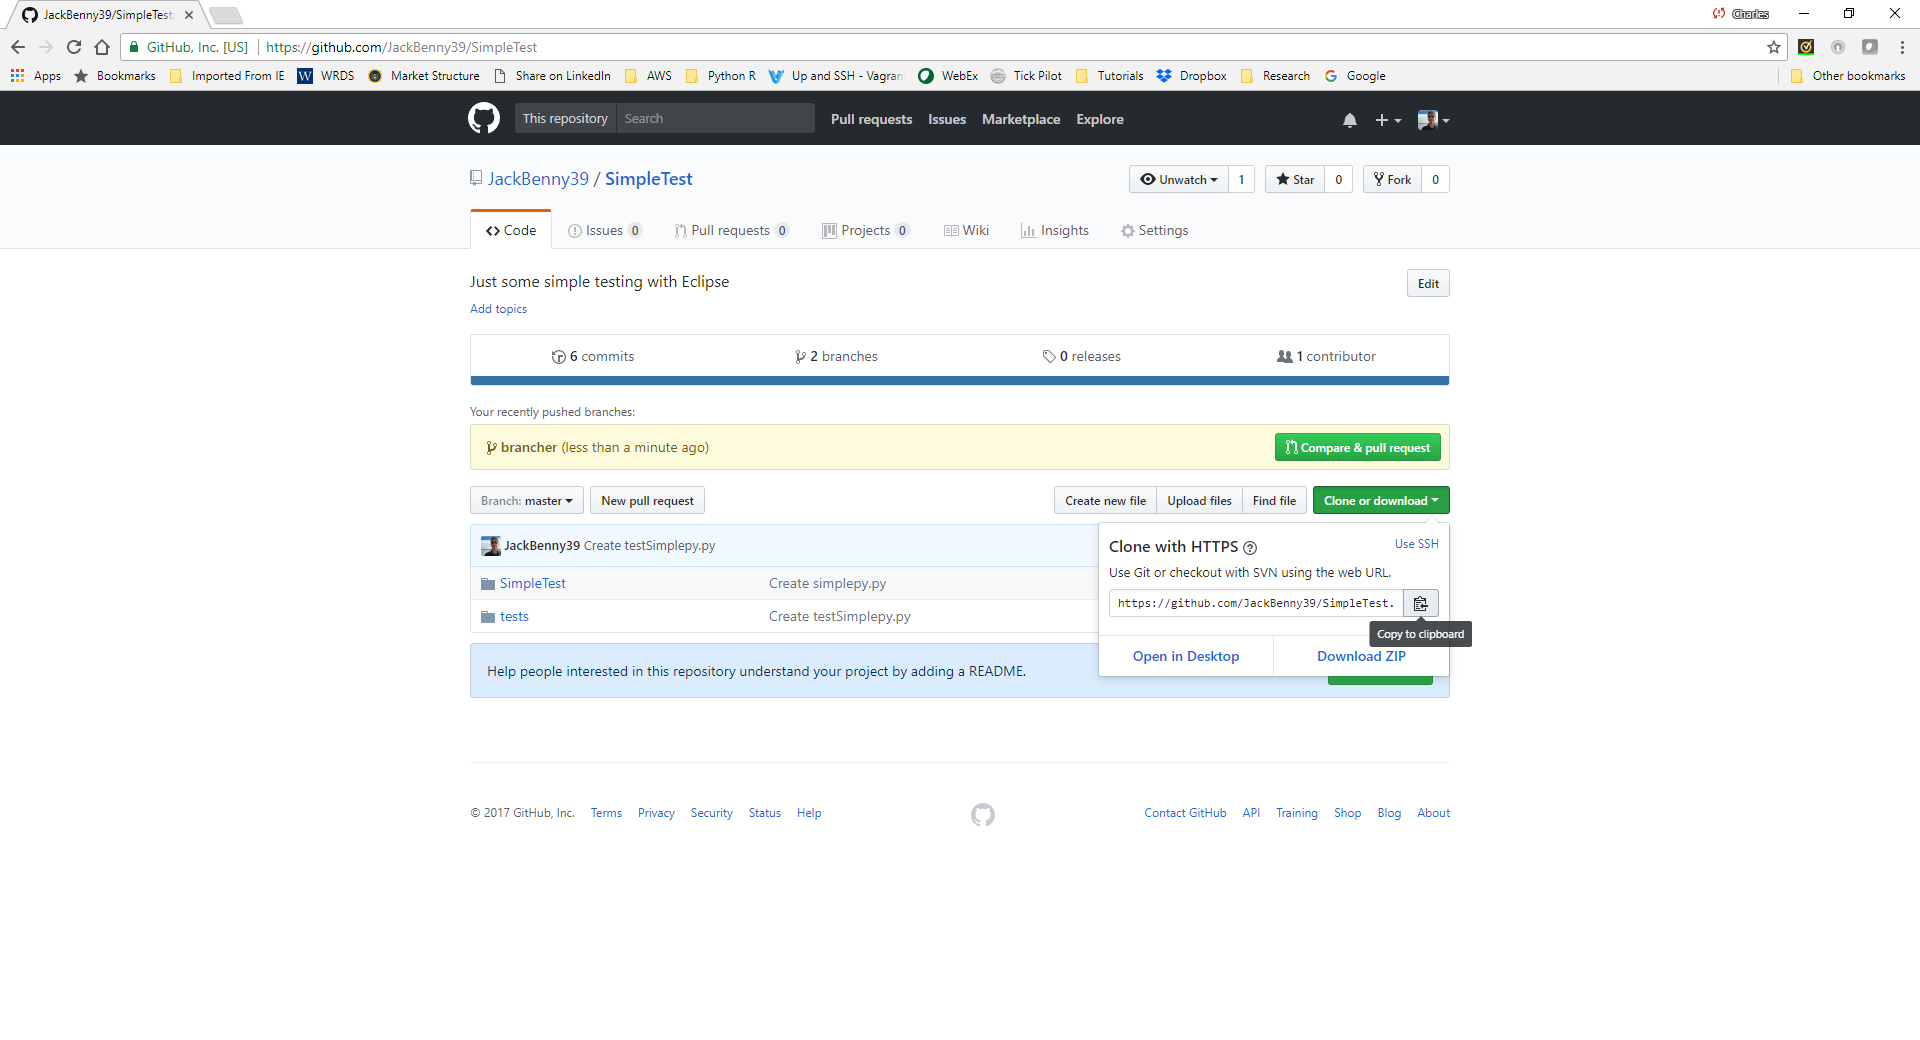 JackBenny39/SimpleTest:
Charles
GitHub, Inc. [US] https://github.com/JackBenny39/SimpleTest
Apps Bookmarks Imported From IE WRDS Market Structure Share on LinkedIn AWS Python R Up and SSH - Vagran WebEx Tick Pilot Tutorials Dropbox Research Google Other bookmarks
This repository Search Pull requests Issues Marketplace Explore
JackBenny39 / SimpleTest Unwatch 1 Star 0 Fork 0
Code Issues 0 Pull requests 0 Projects 0 Wiki Insights Settings
Just some simple testing with Eclipse Edit
Add topics
6 commits 2 branches 0 releases 1 contributor
Your recently pushed branches:
brancher (less than a minute ago) Compare & pull request
Branch: master New pull request Create new file Upload files Find file Clone or download
JackBenny39 Create testSimplepy.py
SimpleTest Create simplepy.py
tests Create testSimplepy.py
Clone with HTTPS Use SSH
Use Git or checkout with SVN using the web URL.
https://github.com/JackBenny39/SimpleTest.
Copy to clipboard
Open in Desktop Download ZIP
Help people interested in this repository understand your project by adding a README.
© 2017 GitHub, Inc. Terms Privacy Security Status Help Contact GitHub API Training Shop Blog About